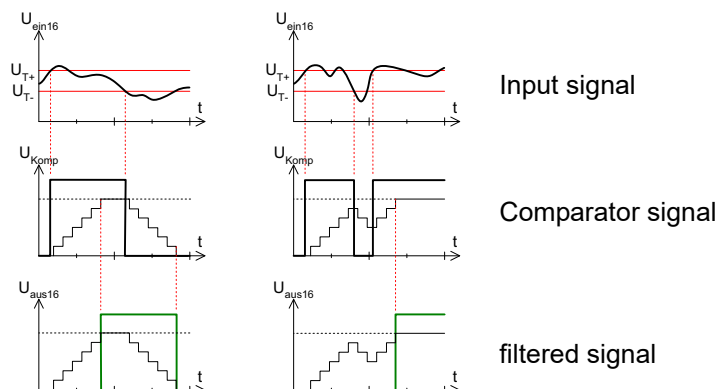 U_ein16 U_ein16
U_T+ U_T+
U_T- U_T-
t t
Input signal
U_Komp U_Komp
t t
Comparator signal
U_aus16 U_aus16
t t
filtered signal